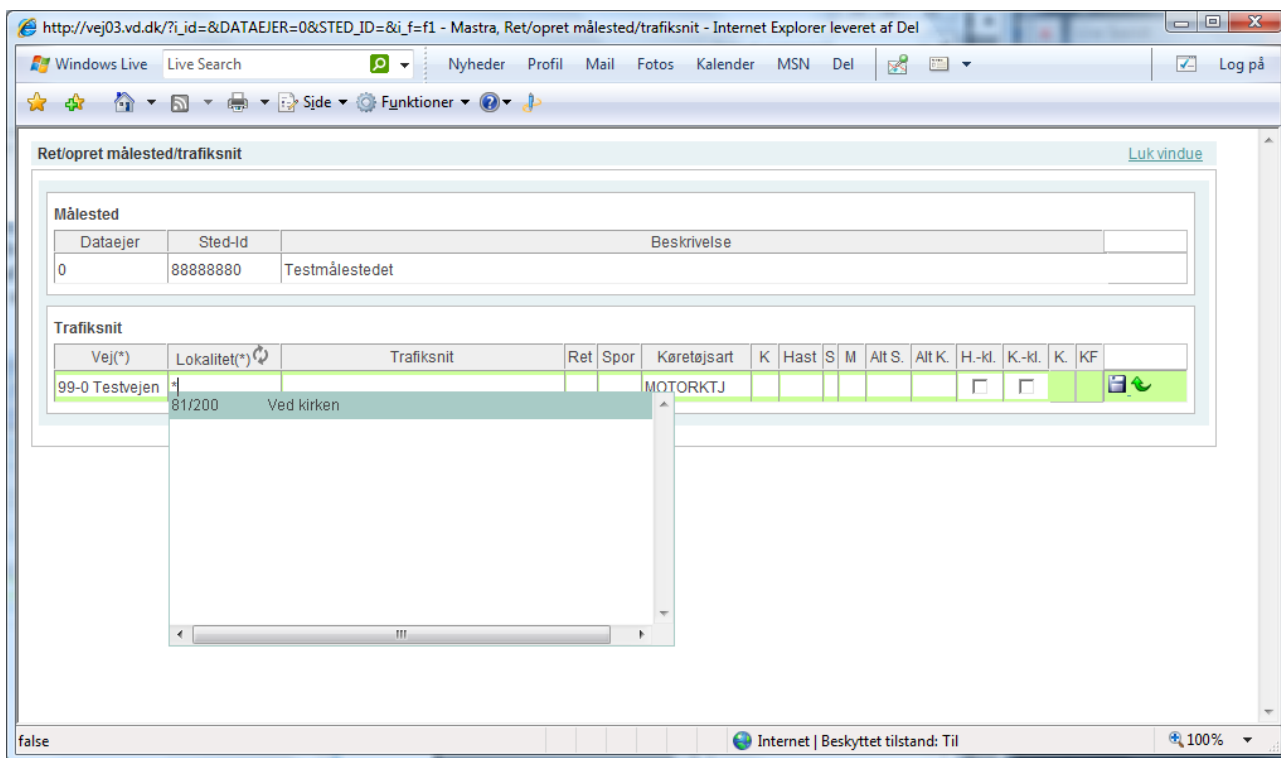 http://vej03.vd.dk/?i_id=&DATAEJER=0&STED_ID=&i_f=f1 - Mastra, Ret/opret målested/trafiksnit - Internet Explorer leveret af Del
Windows Live Live Search Nyheder Profil Mail Fotos Kalender MSN Del Log på
Side Funktioner
Ret/opret målested/trafiksnit Luk vindue
Målested
Dataejer Sted-Id Beskrivelse
0 88888880 Testmålestedet
Trafiksnit
Vej(*) Lokalitet(*) Trafiksnit Ret Spor Køretøjsart K Hast S M Alt S. Alt K. H.-kl. K.-kl. K. KF
99-0 Testvejen * MOTORKTJ
81/200 Ved kirken
false Internet | Beskyttet tilstand: Til 100%